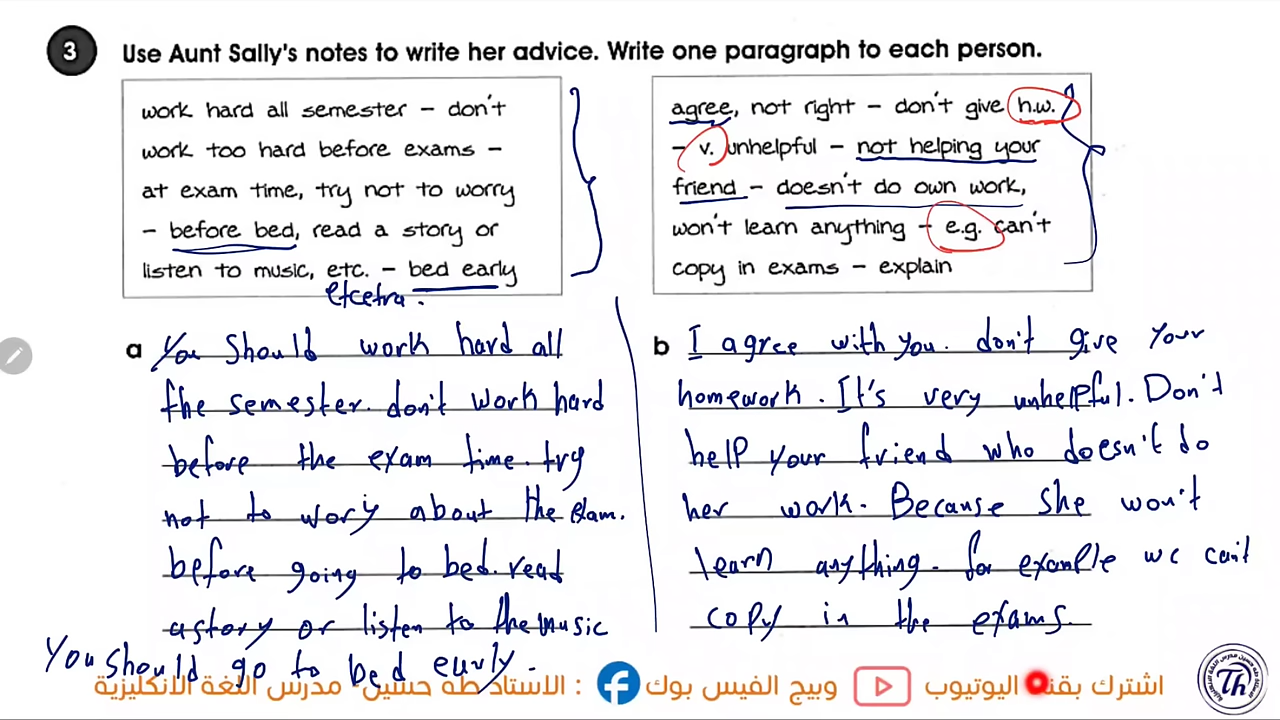 3 Use Aunt Sally's notes to write her advice. Write one paragraph to each person.
work hard all semester – don't
work too hard before exams –
at exam time, try not to worry
– before bed, read a story or
listen to music, etc. – bed early
etcetra.
agree, not right – don't give h.w.
– v. unhelpful – not helping your
friend – doesn't do own work,
won't learn anything – e.g. can't
copy in exams – explain
a You Should work hard all
the semester. don't work hard
before the exam time. try
not to wory about the exam.
before going to bed. read
a story or listen to the music
You should go to bed eurly.
b I agree with you. don't give your
homework. It's very unhelpful. Don't
help your friend who doesn't do
her work. Because she won't
learn anything. for example we can't
copy in the exams.
اشترك بقناة اليوتيوب وبيج الفيس بوك : الاستاذ طه حسين مدرس اللغة الانكليزية
Th